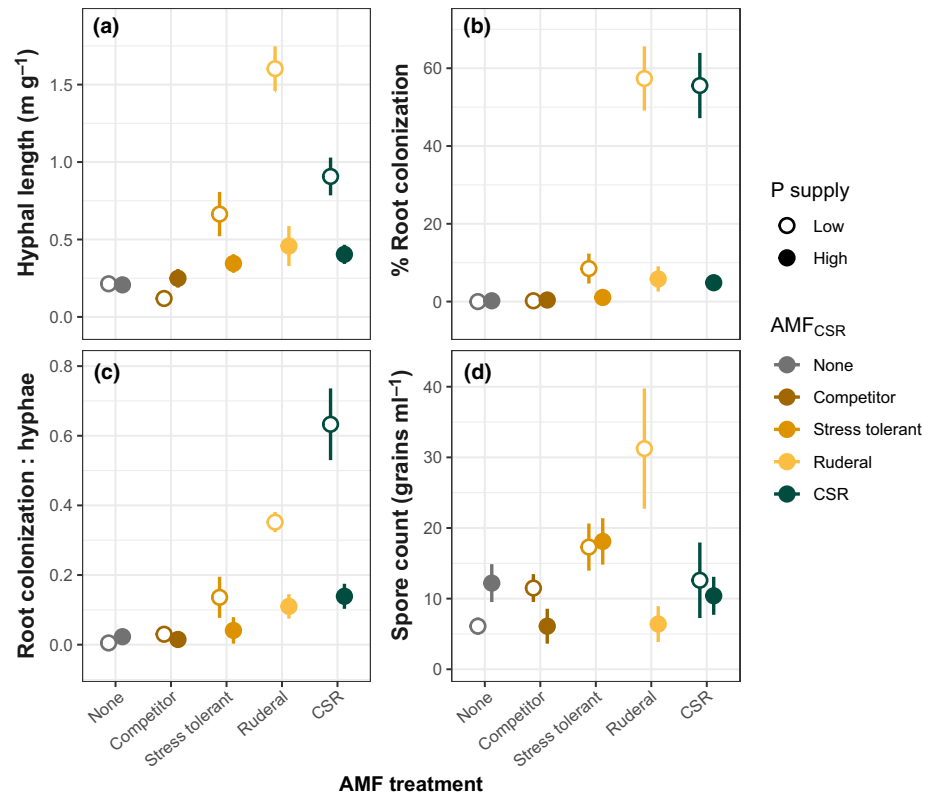 (a)
Hyphal length (m g⁻¹)
1.5
1.0
0.5
0.0
(b)
% Root colonization
60
40
20
0
(c)
Root colonization : hyphae
0.8
0.6
0.4
0.2
0.0
None
Competitor
Stress tolerant
Ruderal
CSR
(d)
Spore count (grains ml⁻¹)
40
30
20
10
0
None
Competitor
Stress tolerant
Ruderal
CSR
AMF treatment
P supply
Low
High
AMF_CSR
None
Competitor
Stress tolerant
Ruderal
CSR